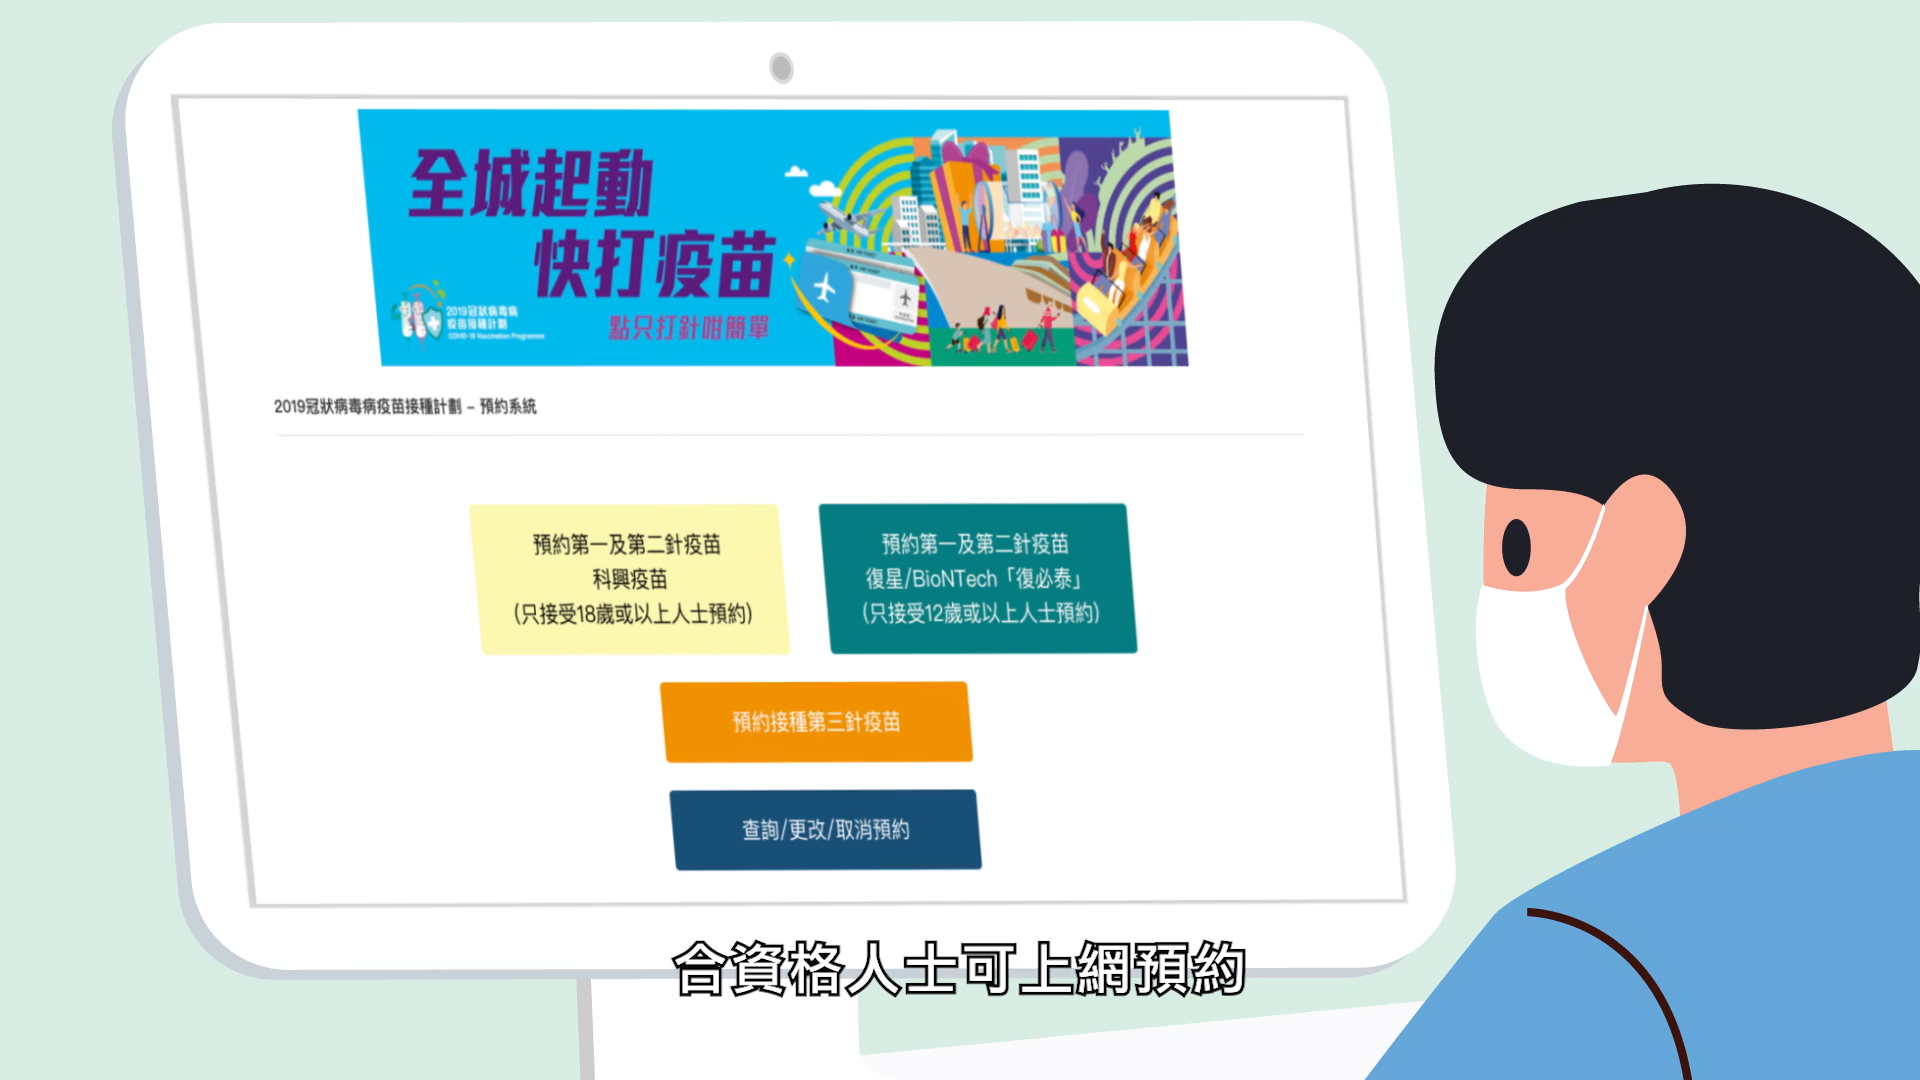 全城起動
快打疫苗
點只打針咁簡單
2019冠狀病毒病
疫苗接種計劃
COVID-19 Vaccination Programme
2019冠狀病毒病疫苗接種計劃 – 預約系統
預約第一及第二針疫苗
科興疫苗
(只接受18歲或以上人士預約)
預約第一及第二針疫苗
復星/BioNTech「復必泰」
(只接受12歲或以上人士預約)
預約接種第三針疫苗
查詢/更改/取消預約
合資格人士可上網預約